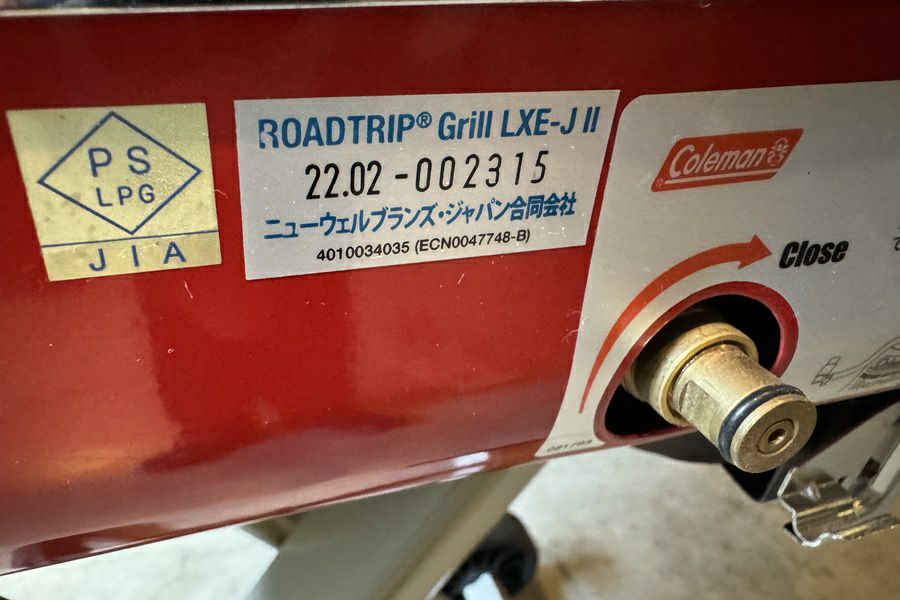 PS
LPG
JIA
ROADTRIP® Grill LXE-J II
22.02 -002315
ニューウェルブランズ・ジャパン合同会社
4010034035 (ECN0047748-B)
Coleman®
Close